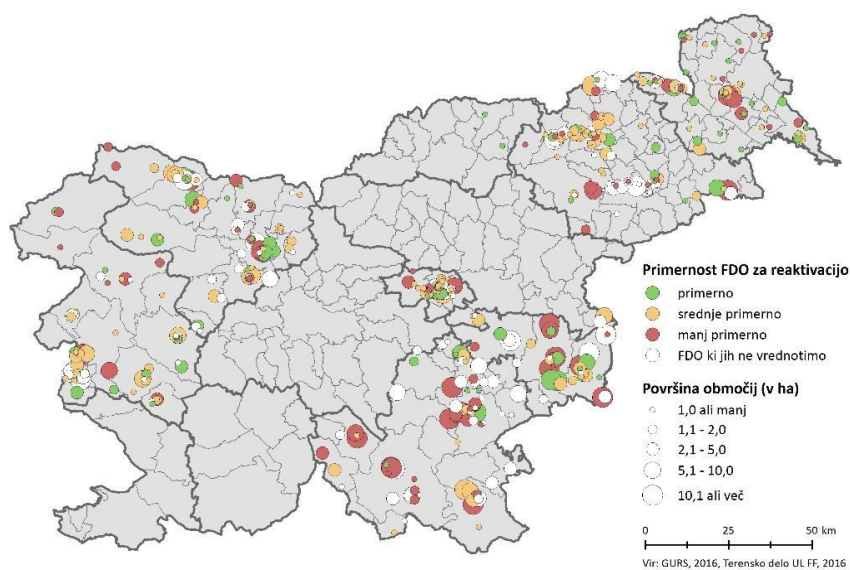 Primernost FDO za reaktivacijo
primerno
srednje primerno
manj primerno
FDO ki jih ne vrednotimo
Površina območij (v ha)
1,0 ali manj
1,1 - 2,0
2,1 - 5,0
5,1 - 10,0
10,1 ali več
0 25 50 km
Vir: GURS, 2016, Terensko delo UL FF, 2016